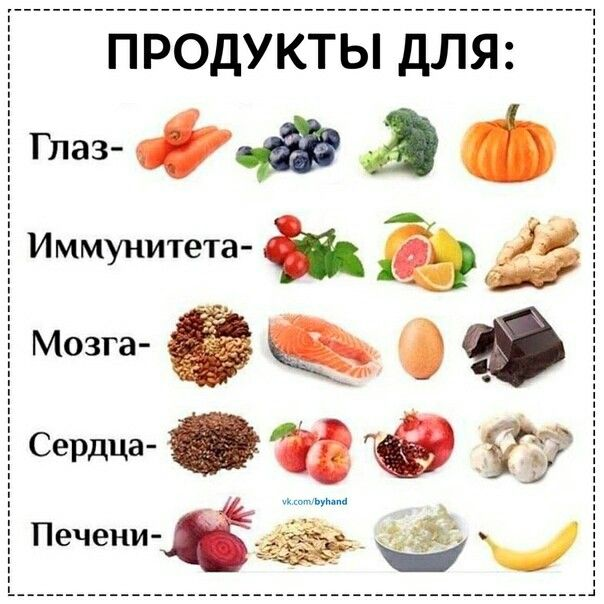 ПРОДУКТЫ ДЛЯ:
Глаз-
Иммунитета-
Мозга-
Сердца-
vk.com/byhand
Печени-